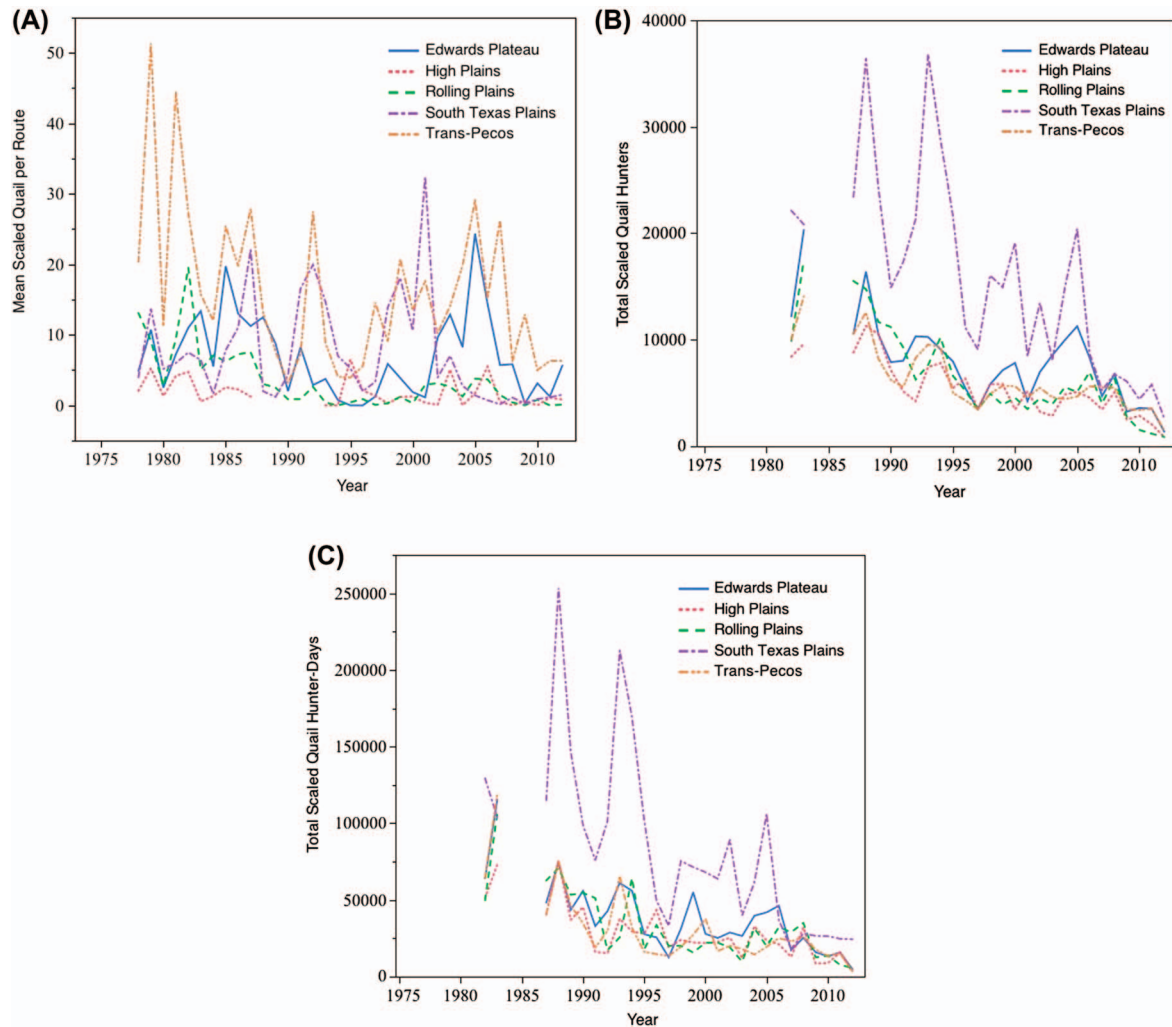 (A)
Mean Scaled Quail per Route
50
40
30
20
10
0
Edwards Plateau
High Plains
Rolling Plains
South Texas Plains
Trans-Pecos
1975 1980 1985 1990 1995 2000 2005 2010
Year
(B)
Total Scaled Quail Hunters
40000
30000
20000
10000
0
Edwards Plateau
High Plains
Rolling Plains
South Texas Plains
Trans-Pecos
1975 1980 1985 1990 1995 2000 2005 2010
Year
(C)
Total Scaled Quail Hunter-Days
250000
200000
150000
100000
50000
0
Edwards Plateau
High Plains
Rolling Plains
South Texas Plains
Trans-Pecos
1975 1980 1985 1990 1995 2000 2005 2010
Year